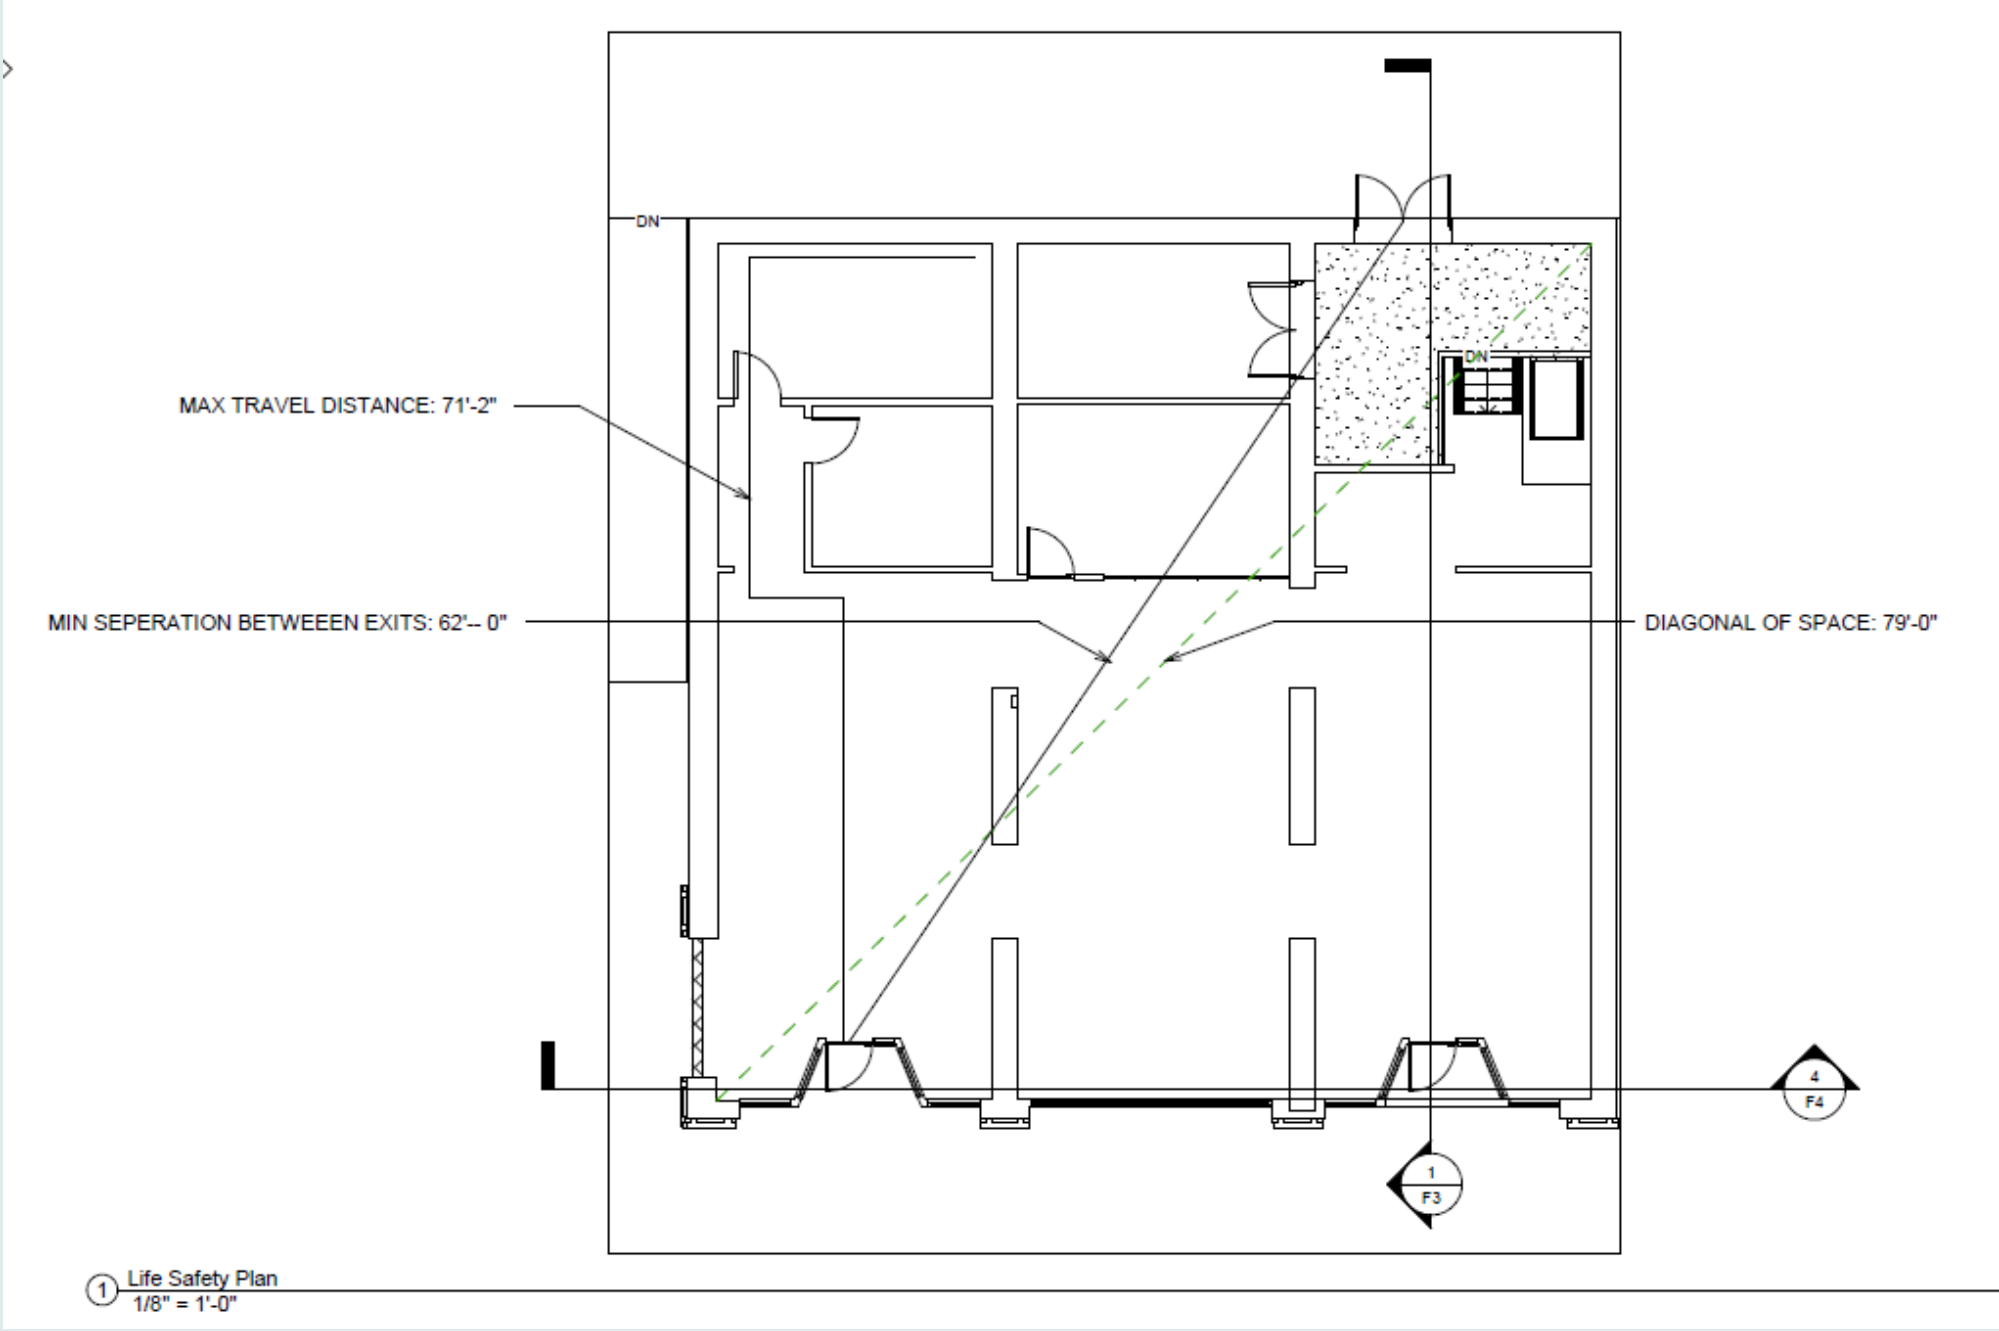 DN
DN
MAX TRAVEL DISTANCE: 71'-2"
MIN SEPERATION BETWEEEN EXITS: 62'-- 0"
DIAGONAL OF SPACE: 79'-0"
4
F4
1
F3
1
Life Safety Plan
1/8" = 1'-0"